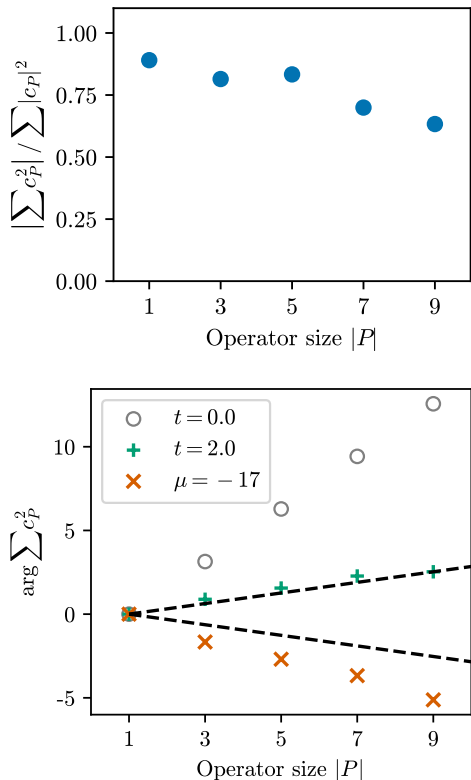 |∑c_P^2| / ∑|c_P|^2
1.00
0.75
0.50
0.25
0.00
1 3 5 7 9
Operator size |P|
arg ∑c_P^2
10
5
0
-5
t = 0.0
t = 2.0
μ = − 17
1 3 5 7 9
Operator size |P|